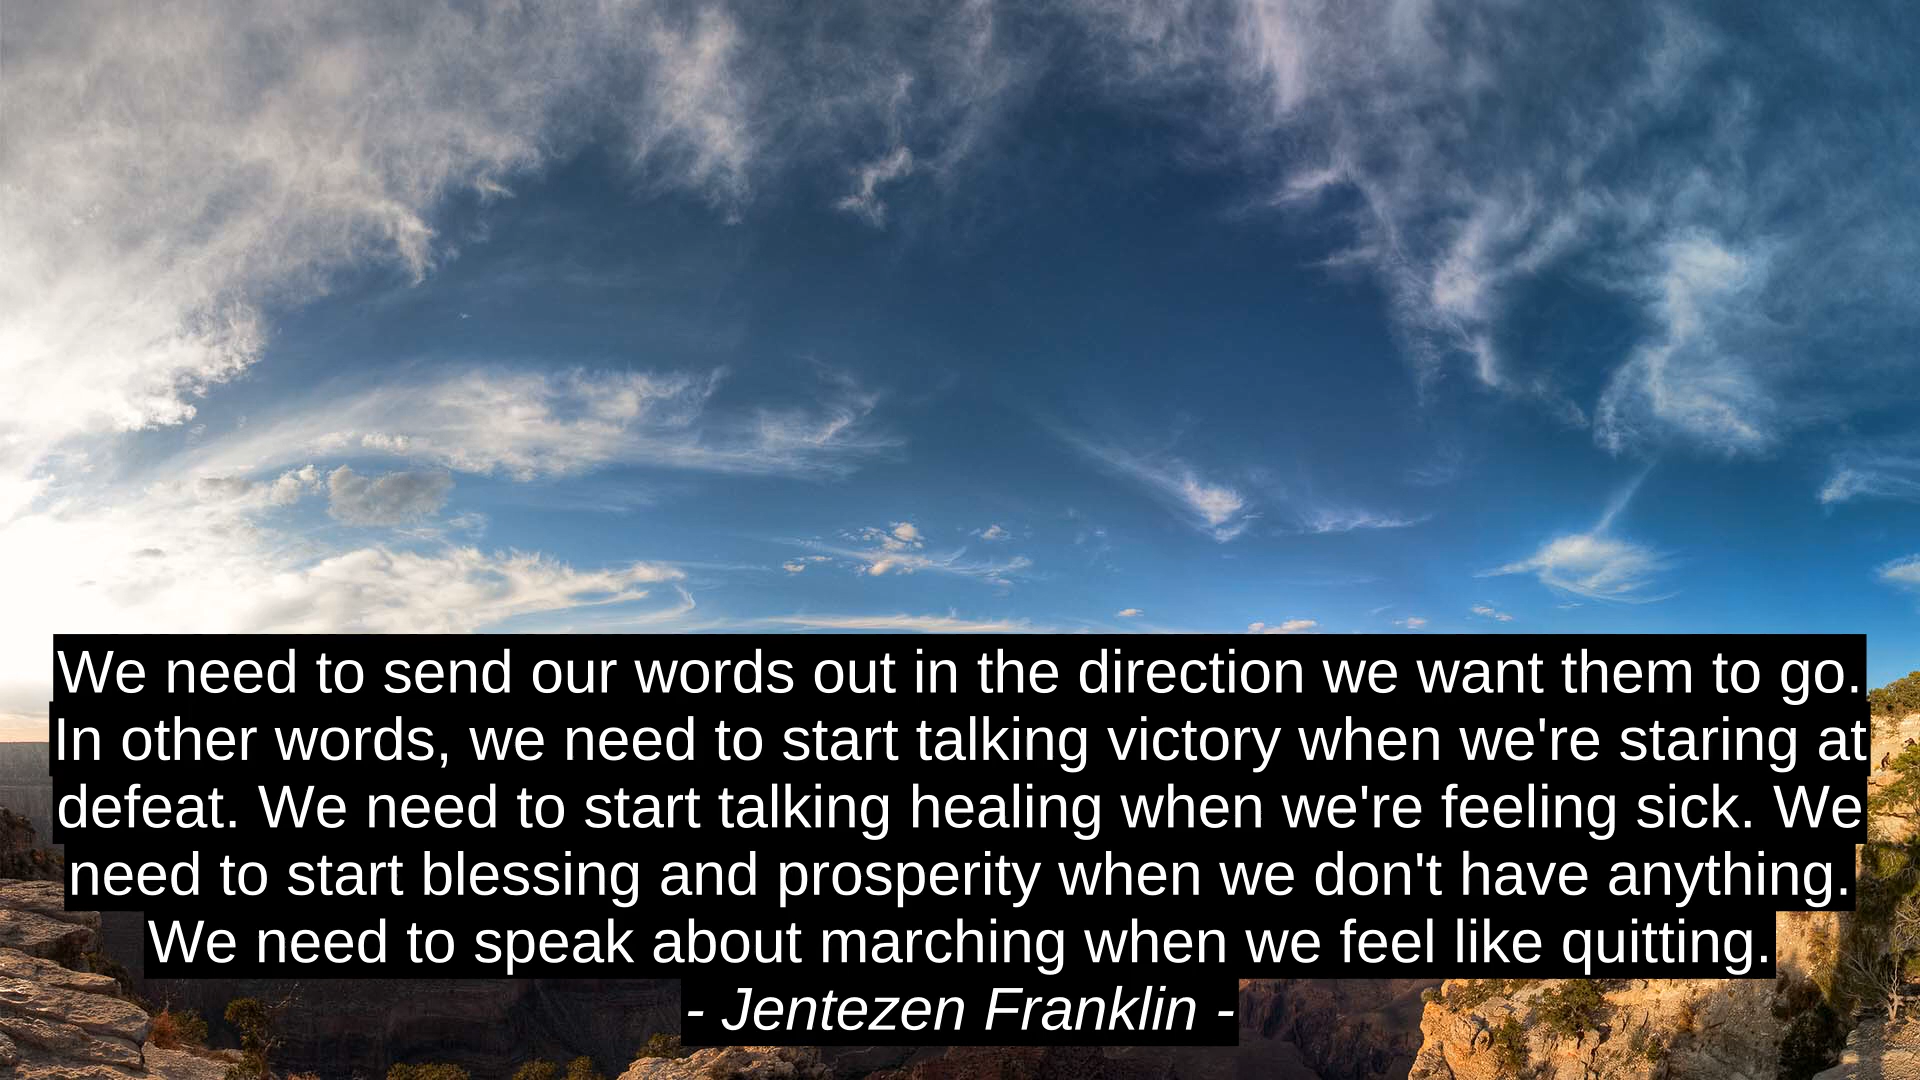 We need to send our words out in the direction we want them to go.
In other words, we need to start talking victory when we're staring at
defeat. We need to start talking healing when we're feeling sick. We
need to start blessing and prosperity when we don't have anything.
We need to speak about marching when we feel like quitting.
- Jentezen Franklin -